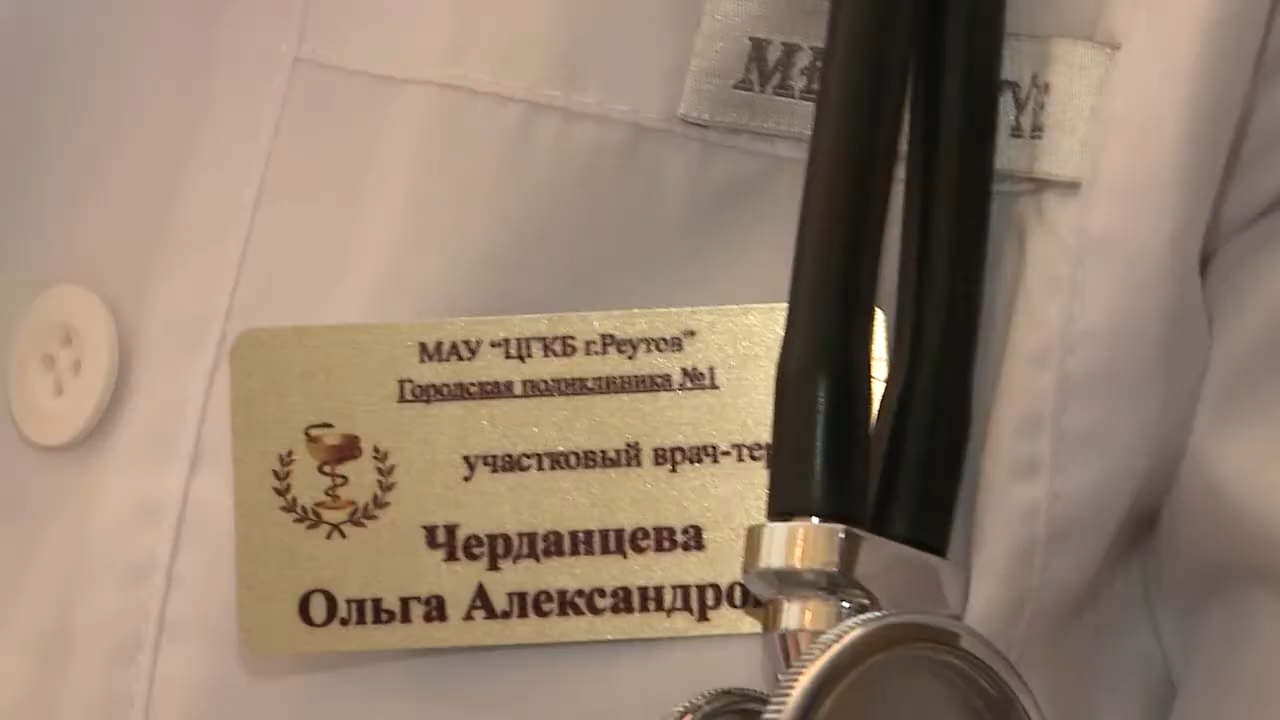 МАУ “ЦГКБ г.Реутов”
Городская поликлиника №1
участковый врач-тер
Черданцева
Ольга Александро